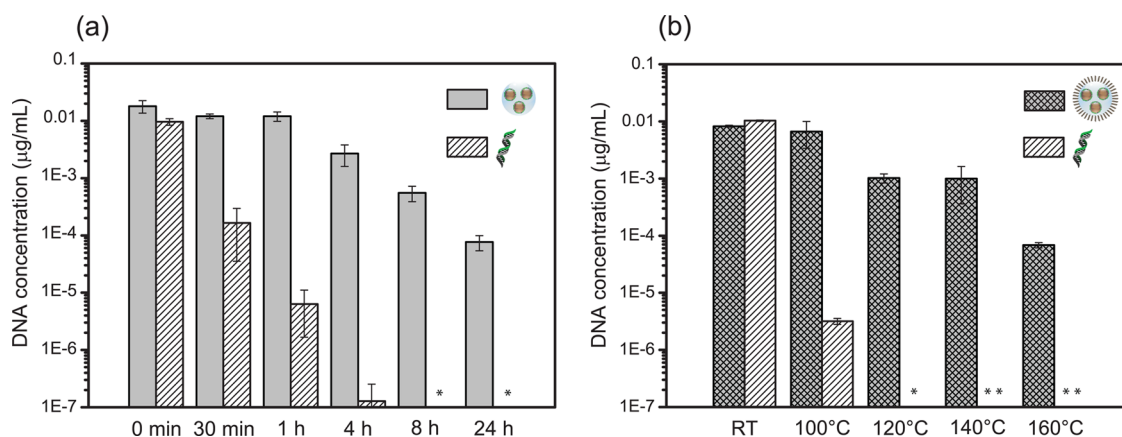 (a)
DNA concentration (µg/mL)
0.1
0.01
1E-3
1E-4
1E-5
1E-6
1E-7
* *
0 min 30 min 1 h 4 h 8 h 24 h
(b)
DNA concentration (µg/mL)
0.1
0.01
1E-3
1E-4
1E-5
1E-6
1E-7
* ** **
RT 100°C 120°C 140°C 160°C